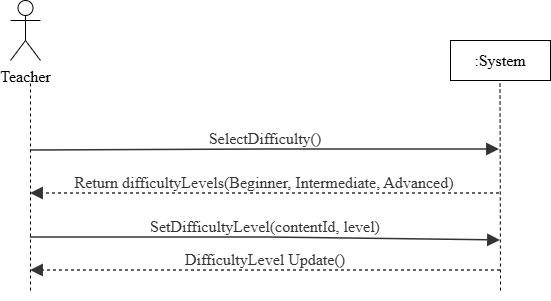 Teacher
:System
SelectDifficulty()
Return difficultyLevels(Beginner, Intermediate, Advanced)
SetDifficultyLevel(contentId, level)
DifficultyLevel Update()